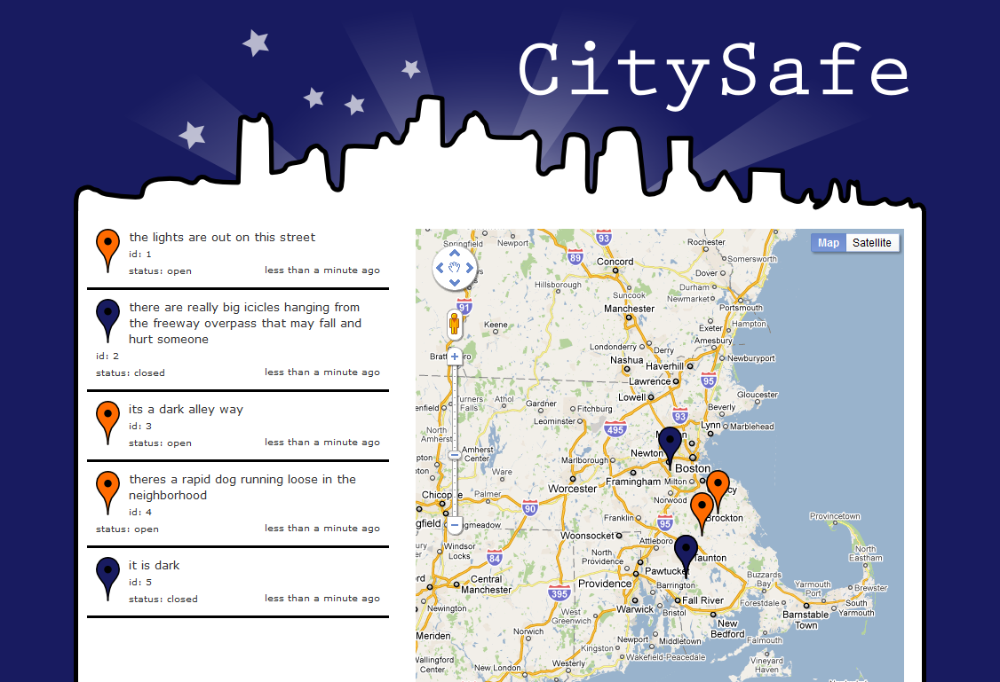 CitySafe
the lights are out on this street
id: 1
status: open less than a minute ago
there are really big icicles hanging from
the freeway overpass that may fall and
hurt someone
id: 2
status: closed less than a minute ago
its a dark alley way
id: 3
status: open less than a minute ago
theres a rapid dog running loose in the
neighborhood
id: 4
status: open less than a minute ago
it is dark
id: 5
status: closed less than a minute ago
Map Satellite
Springfield
Newport
93
Rochester
Somersworth
89
Concord
Dover
Hillsborough
Suncook
Durham
Newmarket
Portsmouth
91
Manchester
Keene
Exeter
Hampton
Amesbury
Londonderry
Derry
Nashua
Haverhill
Newburyport
Lawrence
95
Lowell
Gloucester
Athol
Gardner
Fitchburg
Beverly
Leominster
93
Lynn
Marblehead
495
North
Amherst
Amherst
Center
Marlborough
Newton
Boston
Ware
Framingham
Milton
Worcester
Palmer
Norwood
90
Franklin
95
Brockton
Provincetown
Woonsocket
Attleboro
Windsor
Locks
84
North
Providence
Taunton
North
Eastham
Pawtucket
Central
Manchester
Providence
Barrington
Buzzards
Bay
Yarmouth
Port
Brewster
395
Fall River
Newington
Warwick
Bristol
Forestdale
South
Yarmouth
West
Greenwich
Barnstable
Town
New
Bedford
Meriden
Norwich
Newport
Middletown
Falmouth
Kingston
Wakefield-Peacedale
Wallingford
Center
New London
Westerly
Vineyard
Haven